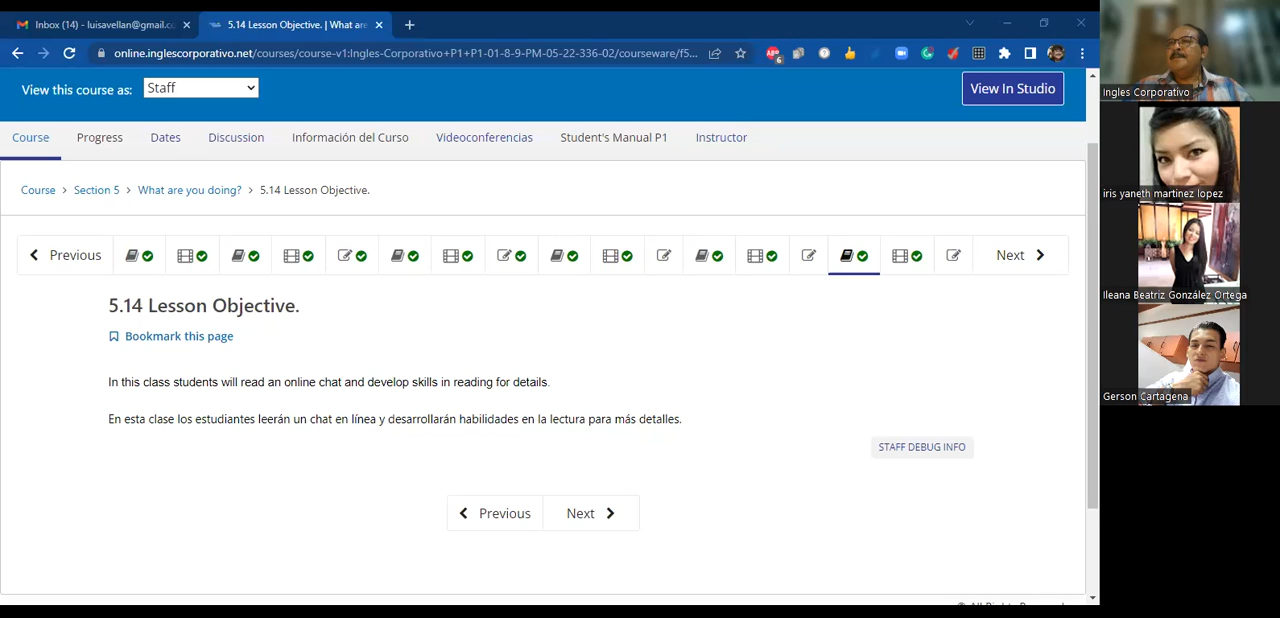 Inbox (14) - luisavellan@gmail.co
5.14 Lesson Objective. | What are
online.inglescorporativo.net/courses/course-v1:Ingles-Corporativo+P1+P1-01-8-9-PM-05-22-336-02/courseware/f5...
6
View this course as:
Staff
View In Studio
Course
Progress
Dates
Discussion
Información del Curso
Videoconferencias
Student's Manual P1
Instructor
Course > Section 5 > What are you doing? > 5.14 Lesson Objective.
Previous
Next
5.14 Lesson Objective.
Bookmark this page
In this class students will read an online chat and develop skills in reading for details.
En esta clase los estudiantes leerán un chat en línea y desarrollarán habilidades en la lectura para más detalles.
STAFF DEBUG INFO
Previous
Next
Ingles Corporativo
iris yaneth martinez lopez
Ileana Beatriz González Ortega
Gerson Cartagena